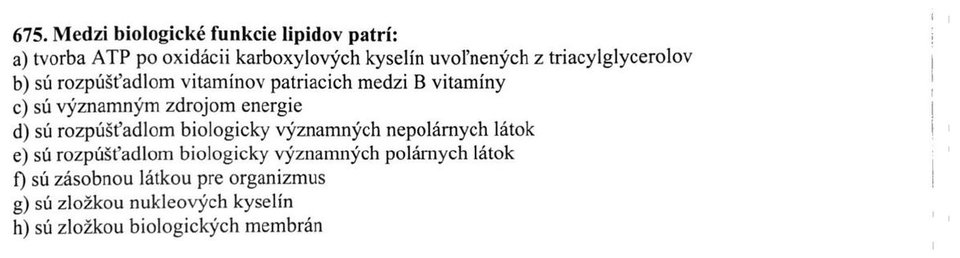 675. Medzi biologické funkcie lipidov patrí:
a) tvorba ATP po oxidácii karboxylových kyselín uvoľnených z triacylglycerolov
b) sú rozpúšťadlom vitamínov patriacich medzi B vitamíny
c) sú významným zdrojom energie
d) sú rozpúšťadlom biologicky významných nepolárnych látok
e) sú rozpúšťadlom biologicky významných polárnych látok
f) sú zásobnou látkou pre organizmus
g) sú zložkou nukleových kyselín
h) sú zložkou biologických membrán